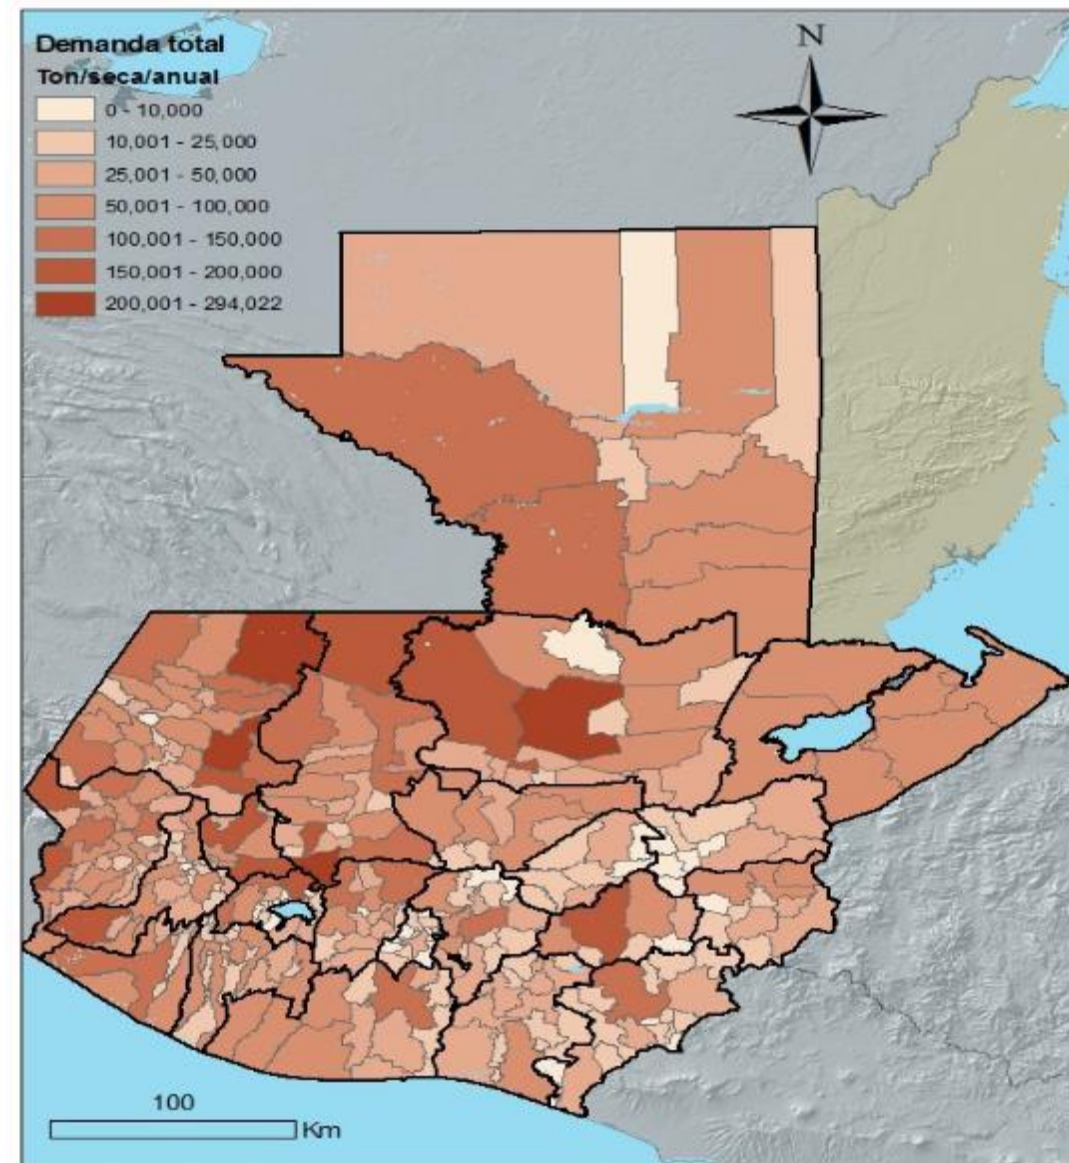 Demanda total
Ton/seca/anual
0 - 10,000
10,001 - 25,000
25,001 - 50,000
50,001 - 100,000
100,001 - 150,000
150,001 - 200,000
200,001 - 294,022
N
100
Km